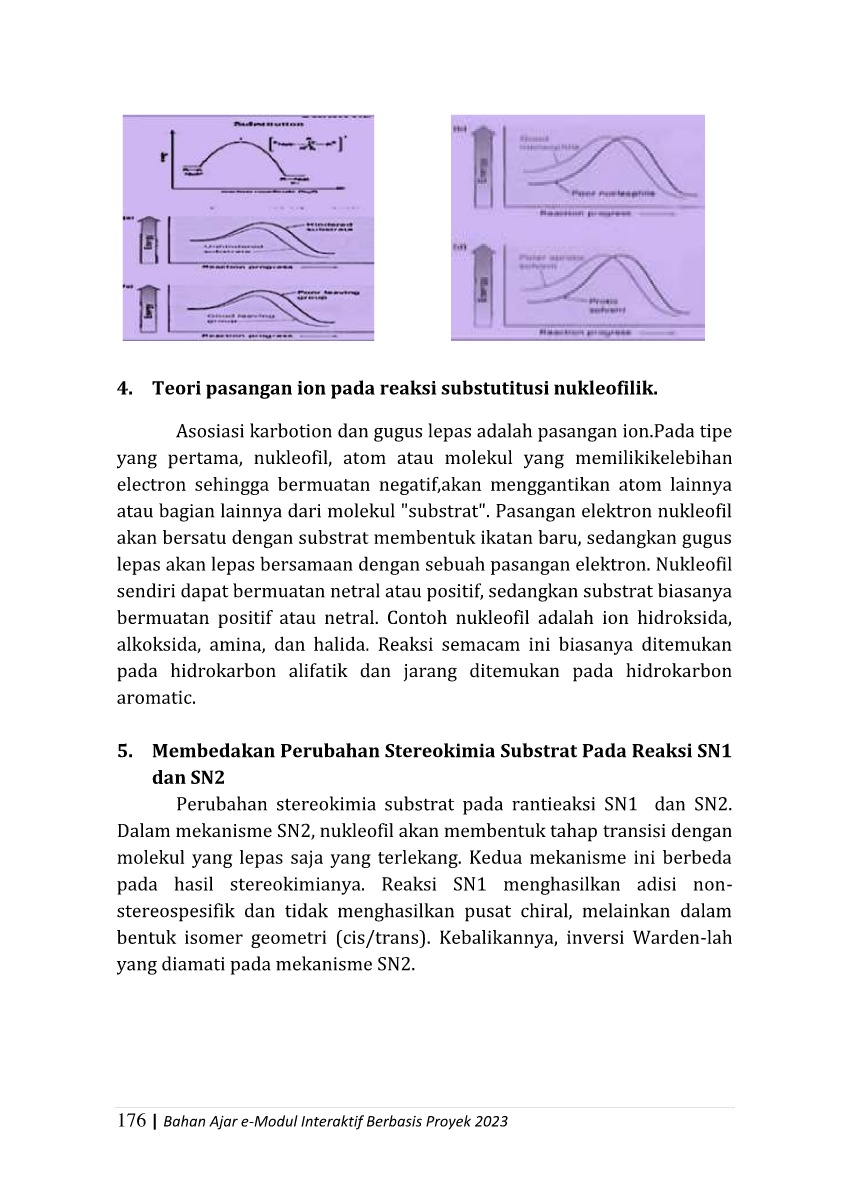 Substitution
r
(a)
Energy
Hindered
substrate
Unhindered
substrate
Reaction progress
Energy
Poor leaving
group
Good leaving
group
Reaction progress
(b)
Energy
Good
nucleophile
Poor nucleophile
Reaction progress
(d)
Energy
Polar aprotic
solvent
Protic
solvent
Reaction progress
4. Teori pasangan ion pada reaksi substutitusi nukleofilik.
Asosiasi karbotion dan gugus lepas adalah pasangan ion.Pada tipe
yang pertama, nukleofil, atom atau molekul yang memilikikelebihan
electron sehingga bermuatan negatif,akan menggantikan atom lainnya
atau bagian lainnya dari molekul "substrat". Pasangan elektron nukleofil
akan bersatu dengan substrat membentuk ikatan baru, sedangkan gugus
lepas akan lepas bersamaan dengan sebuah pasangan elektron. Nukleofil
sendiri dapat bermuatan netral atau positif, sedangkan substrat biasanya
bermuatan positif atau netral. Contoh nukleofil adalah ion hidroksida,
alkoksida, amina, dan halida. Reaksi semacam ini biasanya ditemukan
pada hidrokarbon alifatik dan jarang ditemukan pada hidrokarbon
aromatic.
5. Membedakan Perubahan Stereokimia Substrat Pada Reaksi SN1
dan SN2
Perubahan stereokimia substrat pada rantieaksi SN1 dan SN2.
Dalam mekanisme SN2, nukleofil akan membentuk tahap transisi dengan
molekul yang lepas saja yang terlekang. Kedua mekanisme ini berbeda
pada hasil stereokimianya. Reaksi SN1 menghasilkan adisi non-
stereospesifik dan tidak menghasilkan pusat chiral, melainkan dalam
bentuk isomer geometri (cis/trans). Kebalikannya, inversi Warden-lah
yang diamati pada mekanisme SN2.
176 | Bahan Ajar e-Modul Interaktif Berbasis Proyek 2023